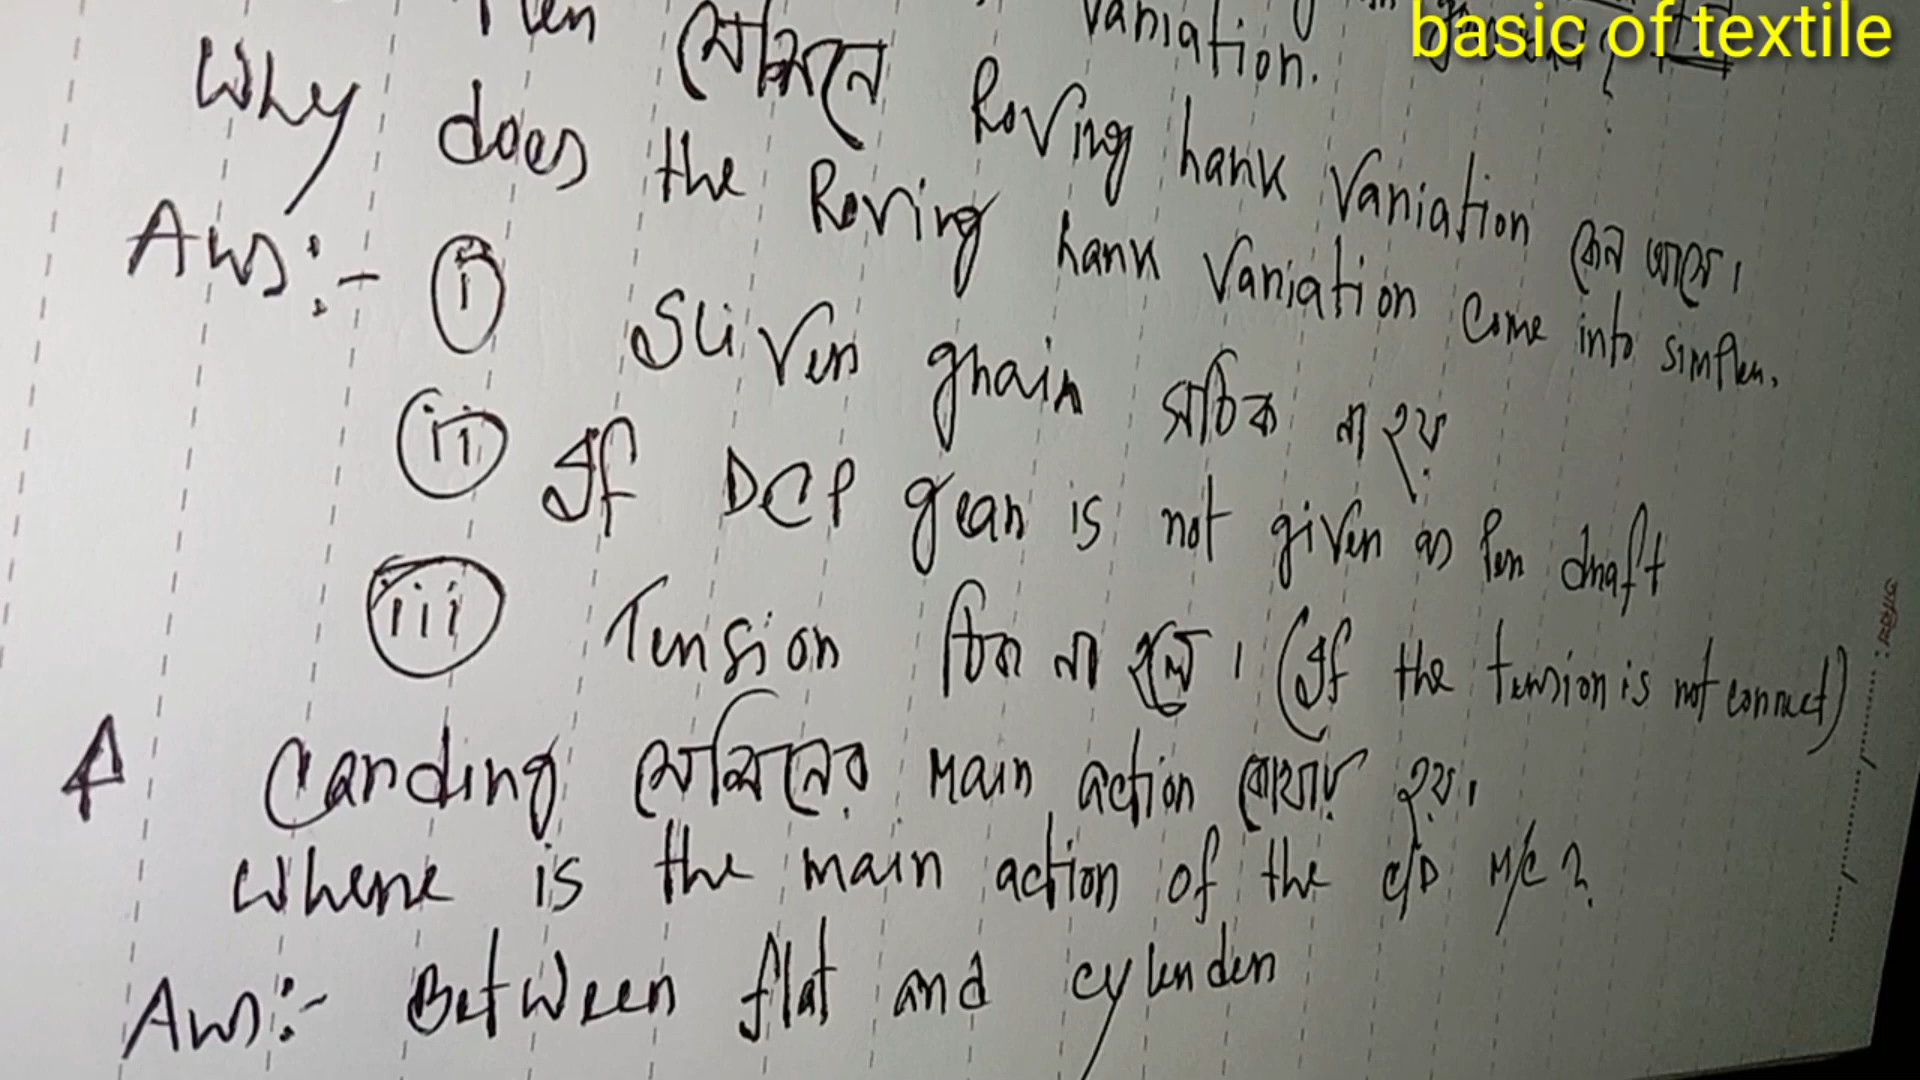 basic of textile
variation.
মেশিনে Roving hank variation কেন আসে।
Why does the Roving hank variation come into simplex.
Ans:- i Sliver grain সঠিক না হয়
ii If DCP gear is not given as per draft
iii Tension ঠিক না হলে। (If the tension is not correct)
Carding মেশিনের main action কোথায় হয়।
Where is the main action of the C/D M/C?
Ans:- Between flat and cylinder